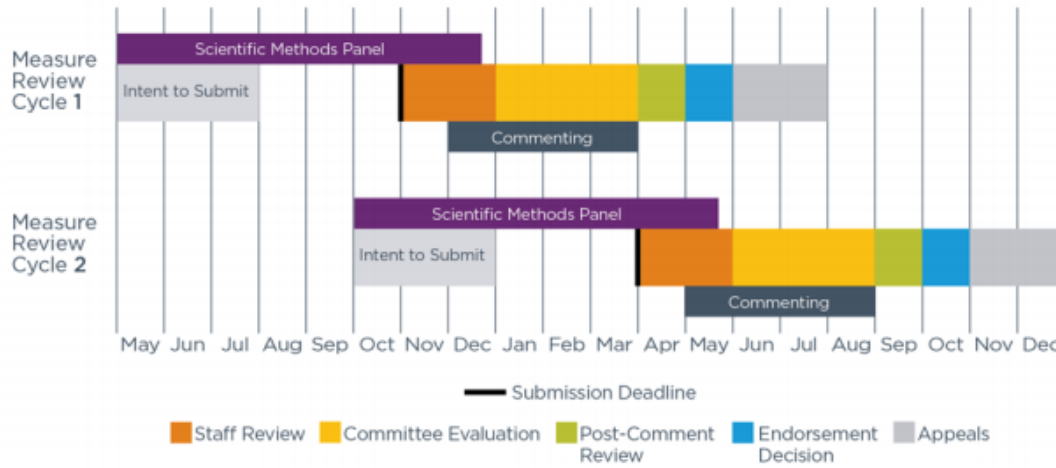 Scientific Methods Panel
Measure
Review
Cycle 1
Intent to Submit
Commenting
Scientific Methods Panel
Measure
Review
Cycle 2
Intent to Submit
Commenting
May Jun Jul Aug Sep Oct Nov Dec Jan Feb Mar Apr May Jun Jul Aug Sep Oct Nov Dec
Submission Deadline
Staff Review Committee Evaluation Post-Comment Endorsement Appeals
Review Decision